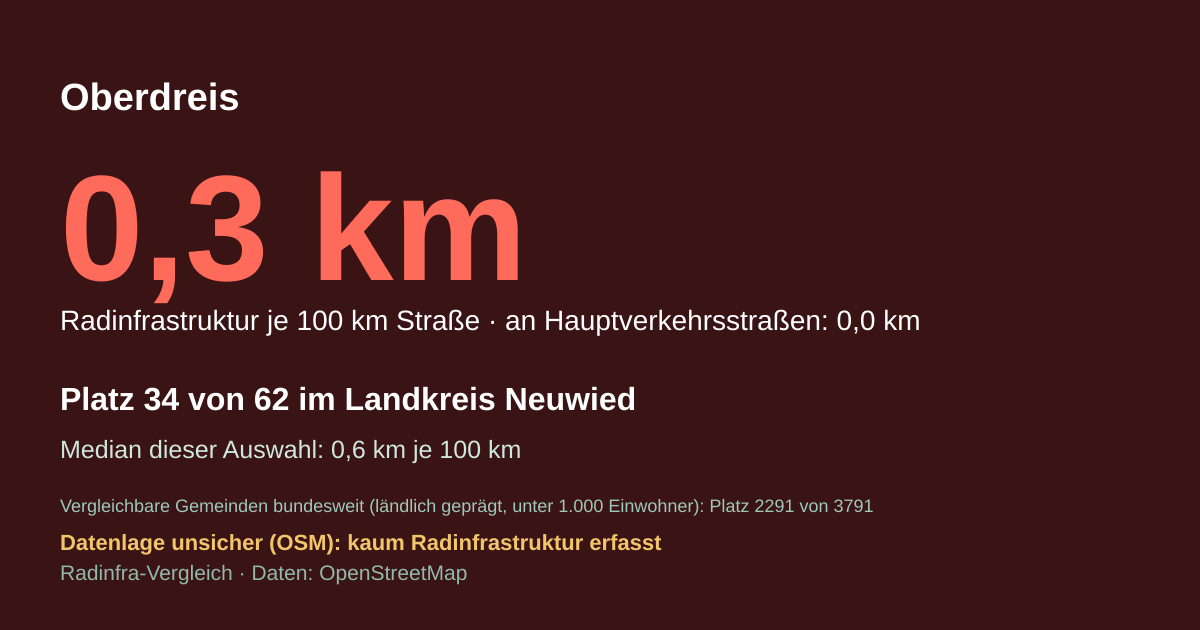 Oberdreis
0,3 km
Radinfrastruktur je 100 km Straße · an Hauptverkehrsstraßen: 0,0 km
Platz 34 von 62 im Landkreis Neuwied
Median dieser Auswahl: 0,6 km je 100 km
Vergleichbare Gemeinden bundesweit (ländlich geprägt, unter 1.000 Einwohner): Platz 2291 von 3791
Datenlage unsicher (OSM): kaum Radinfrastruktur erfasst
Radinfra-Vergleich · Daten: OpenStreetMap